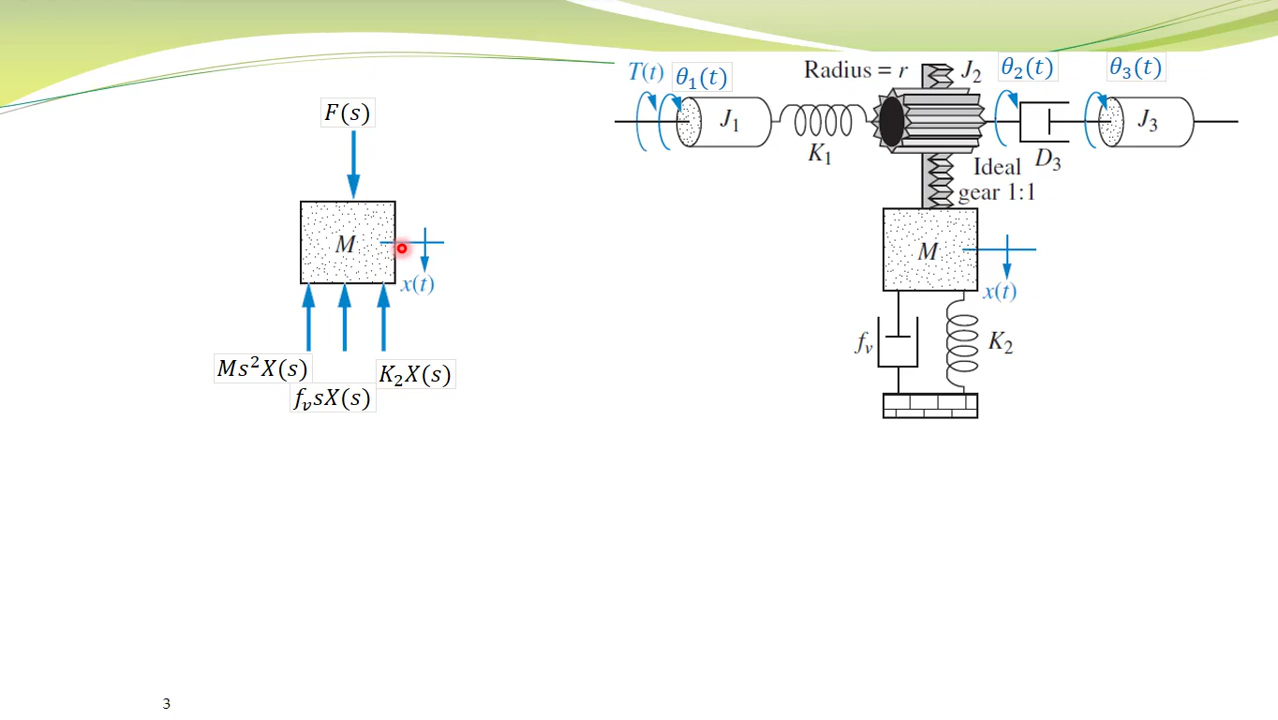 F(s)
M
x(t)
Ms²X(s)
fᵥsX(s)
K₂X(s)
T(t)
θ₁(t)
Radius = r
J₂
θ₂(t)
θ₃(t)
J₁
K₁
J₃
D₃
Ideal
gear 1:1
M
x(t)
fᵥ
K₂
3